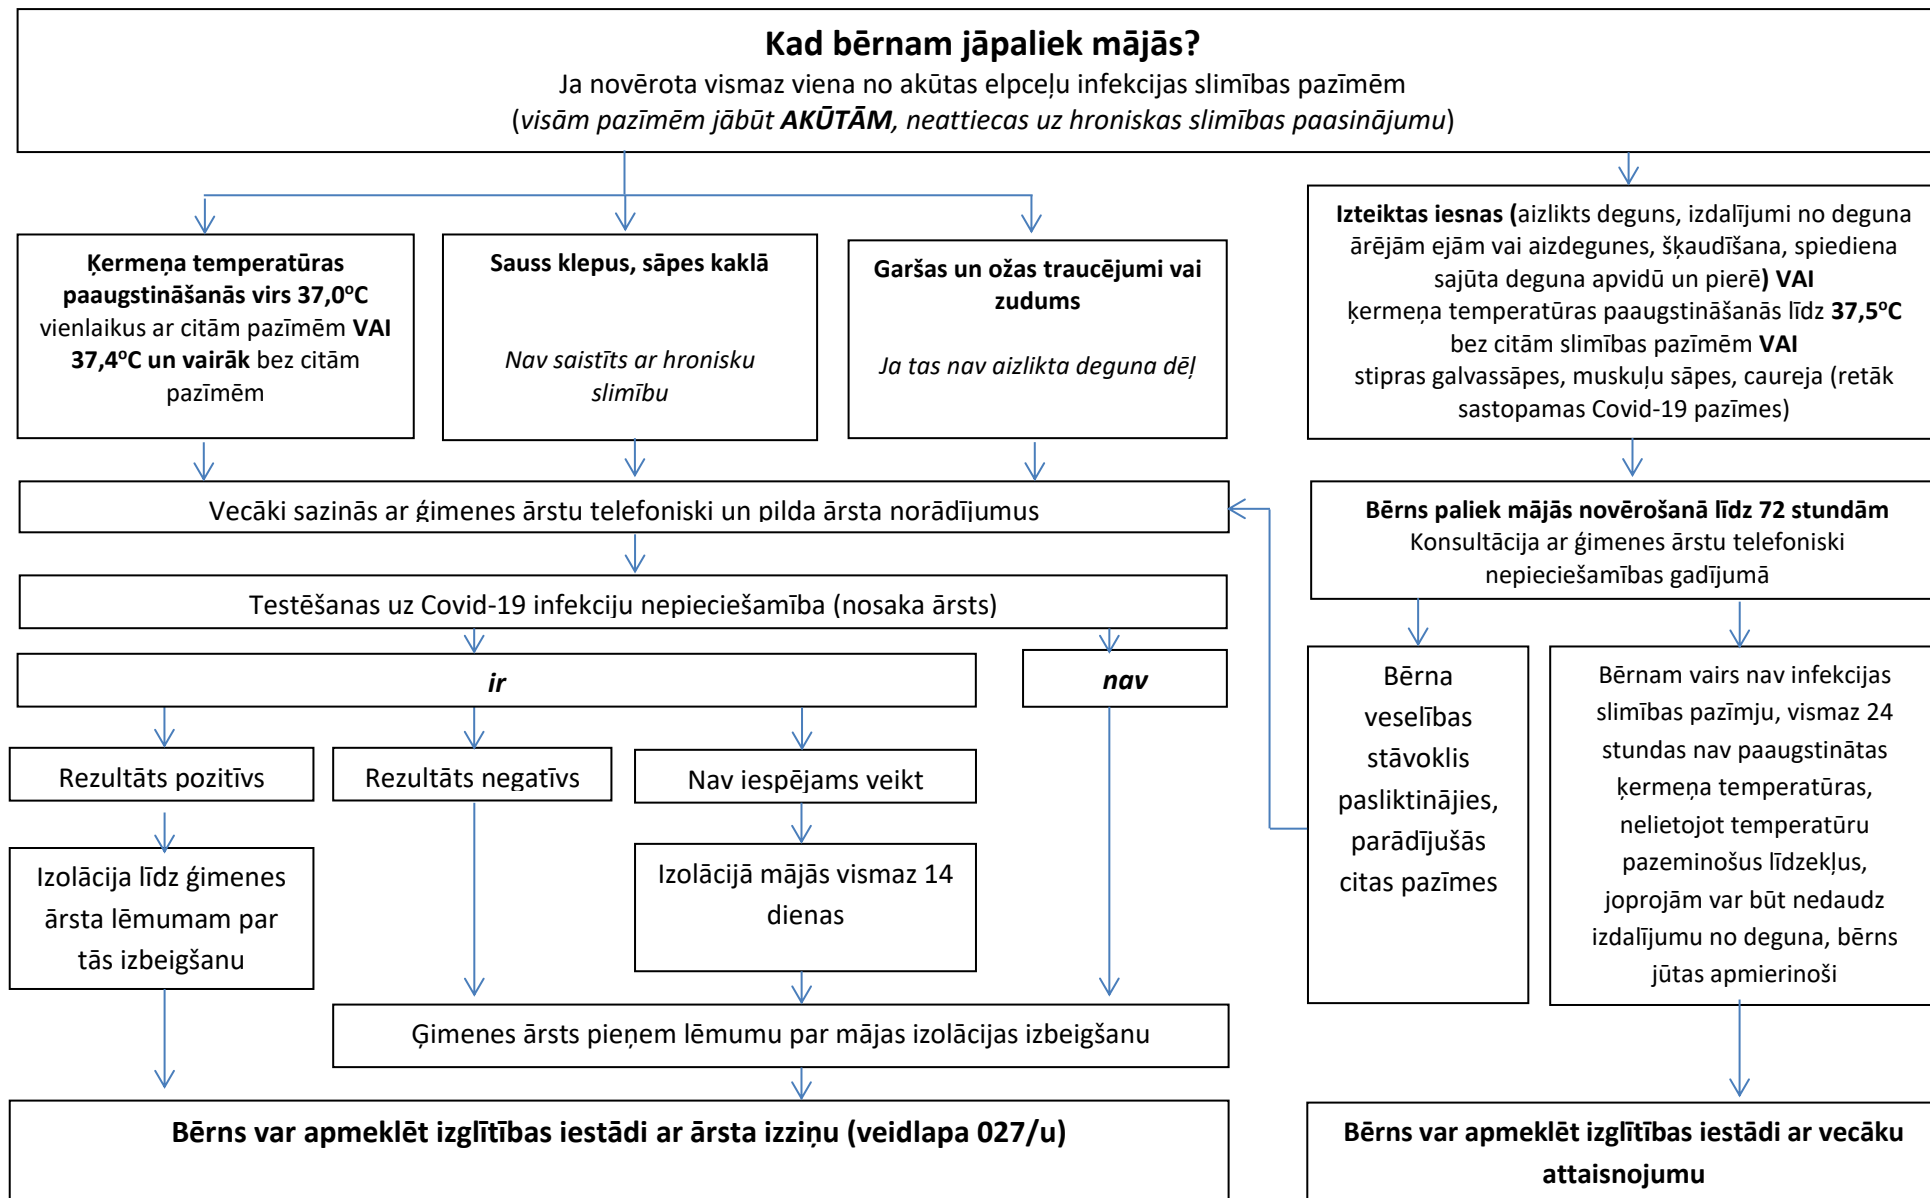 Kad bērnam jāpaliek mājās?
Ja novērota vismaz viena no akūtas elpceļu infekcijas slimības pazīmēm
(visām pazīmēm jābūt AKŪTĀM, neattiecas uz hroniskas slimības paasinājumu)
Ķermeņa temperatūras
paaugstināšanās virs 37,0°C
vienlaikus ar citām pazīmēm VAI
37,4°C un vairāk bez citām
pazīmēm
Sauss klepus, sāpes kaklā
Nav saistīts ar hronisku
slimību
Garšas un ožas traucējumi vai
zudums
Ja tas nav aizlikta deguna dēļ
Izteiktas iesnas (aizlikts deguns, izdalījumi no deguna
ārējām ejām vai aizdegunes, šķaudīšana, spiediena
sajūta deguna apvidū un pierē) VAI
ķermeņa temperatūras paaugstināšanās līdz 37,5°C
bez citām slimības pazīmēm VAI
stipras galvassāpes, muskuļu sāpes, caureja (retāk
sastopamas Covid-19 pazīmes)
Vecāki sazinās ar ģimenes ārstu telefoniski un pilda ārsta norādījumus
Bērns paliek mājās novērošanā līdz 72 stundām
Konsultācija ar ģimenes ārstu telefoniski
nepieciešamības gadījumā
Testēšanas uz Covid-19 infekciju nepieciešamība (nosaka ārsts)
ir
nav
Rezultāts pozitīvs
Rezultāts negatīvs
Nav iespējams veikt
Izolācija līdz ģimenes
ārsta lēmumam par
tās izbeigšanu
Izolācijā mājās vismaz 14
dienas
Bērna
veselības
stāvoklis
pasliktinājies,
parādījušās
citas pazīmes
Bērnam vairs nav infekcijas
slimības pazīmju, vismaz 24
stundas nav paaugstinātas
ķermeņa temperatūras,
nelietojot temperatūru
pazeminošus līdzekļus,
joprojām var būt nedaudz
izdalījumu no deguna, bērns
jūtas apmierinoši
Ģimenes ārsts pieņem lēmumu par mājas izolācijas izbeigšanu
Bērns var apmeklēt izglītības iestādi ar ārsta izziņu (veidlapa 027/u)
Bērns var apmeklēt izglītības iestādi ar vecāku
attaisnojumu